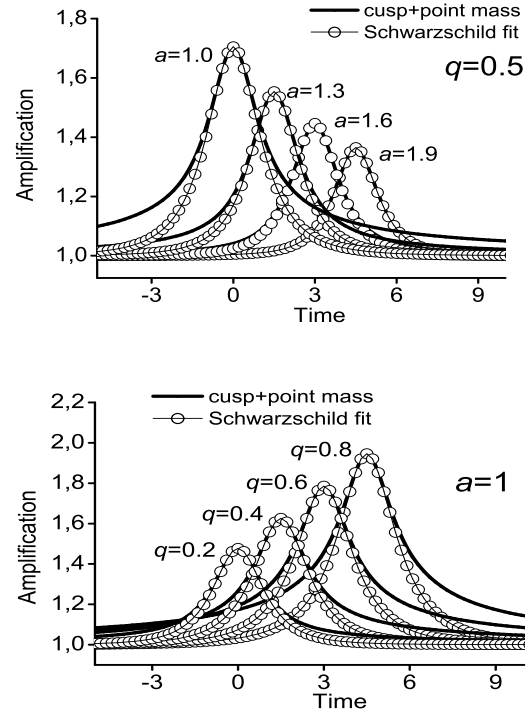 cusp+point mass
Schwarzschild fit
q=0.5
1,8
1,6
1,4
1,2
1,0
Amplification
a=1.0
a=1.3
a=1.6
a=1.9
-3 0 3 6 9
Time
cusp+point mass
Schwarzschild fit
a=1
2,2
2,0
1,8
1,6
1,4
1,2
1,0
Amplification
q=0.8
q=0.6
q=0.4
q=0.2
-3 0 3 6 9
Time